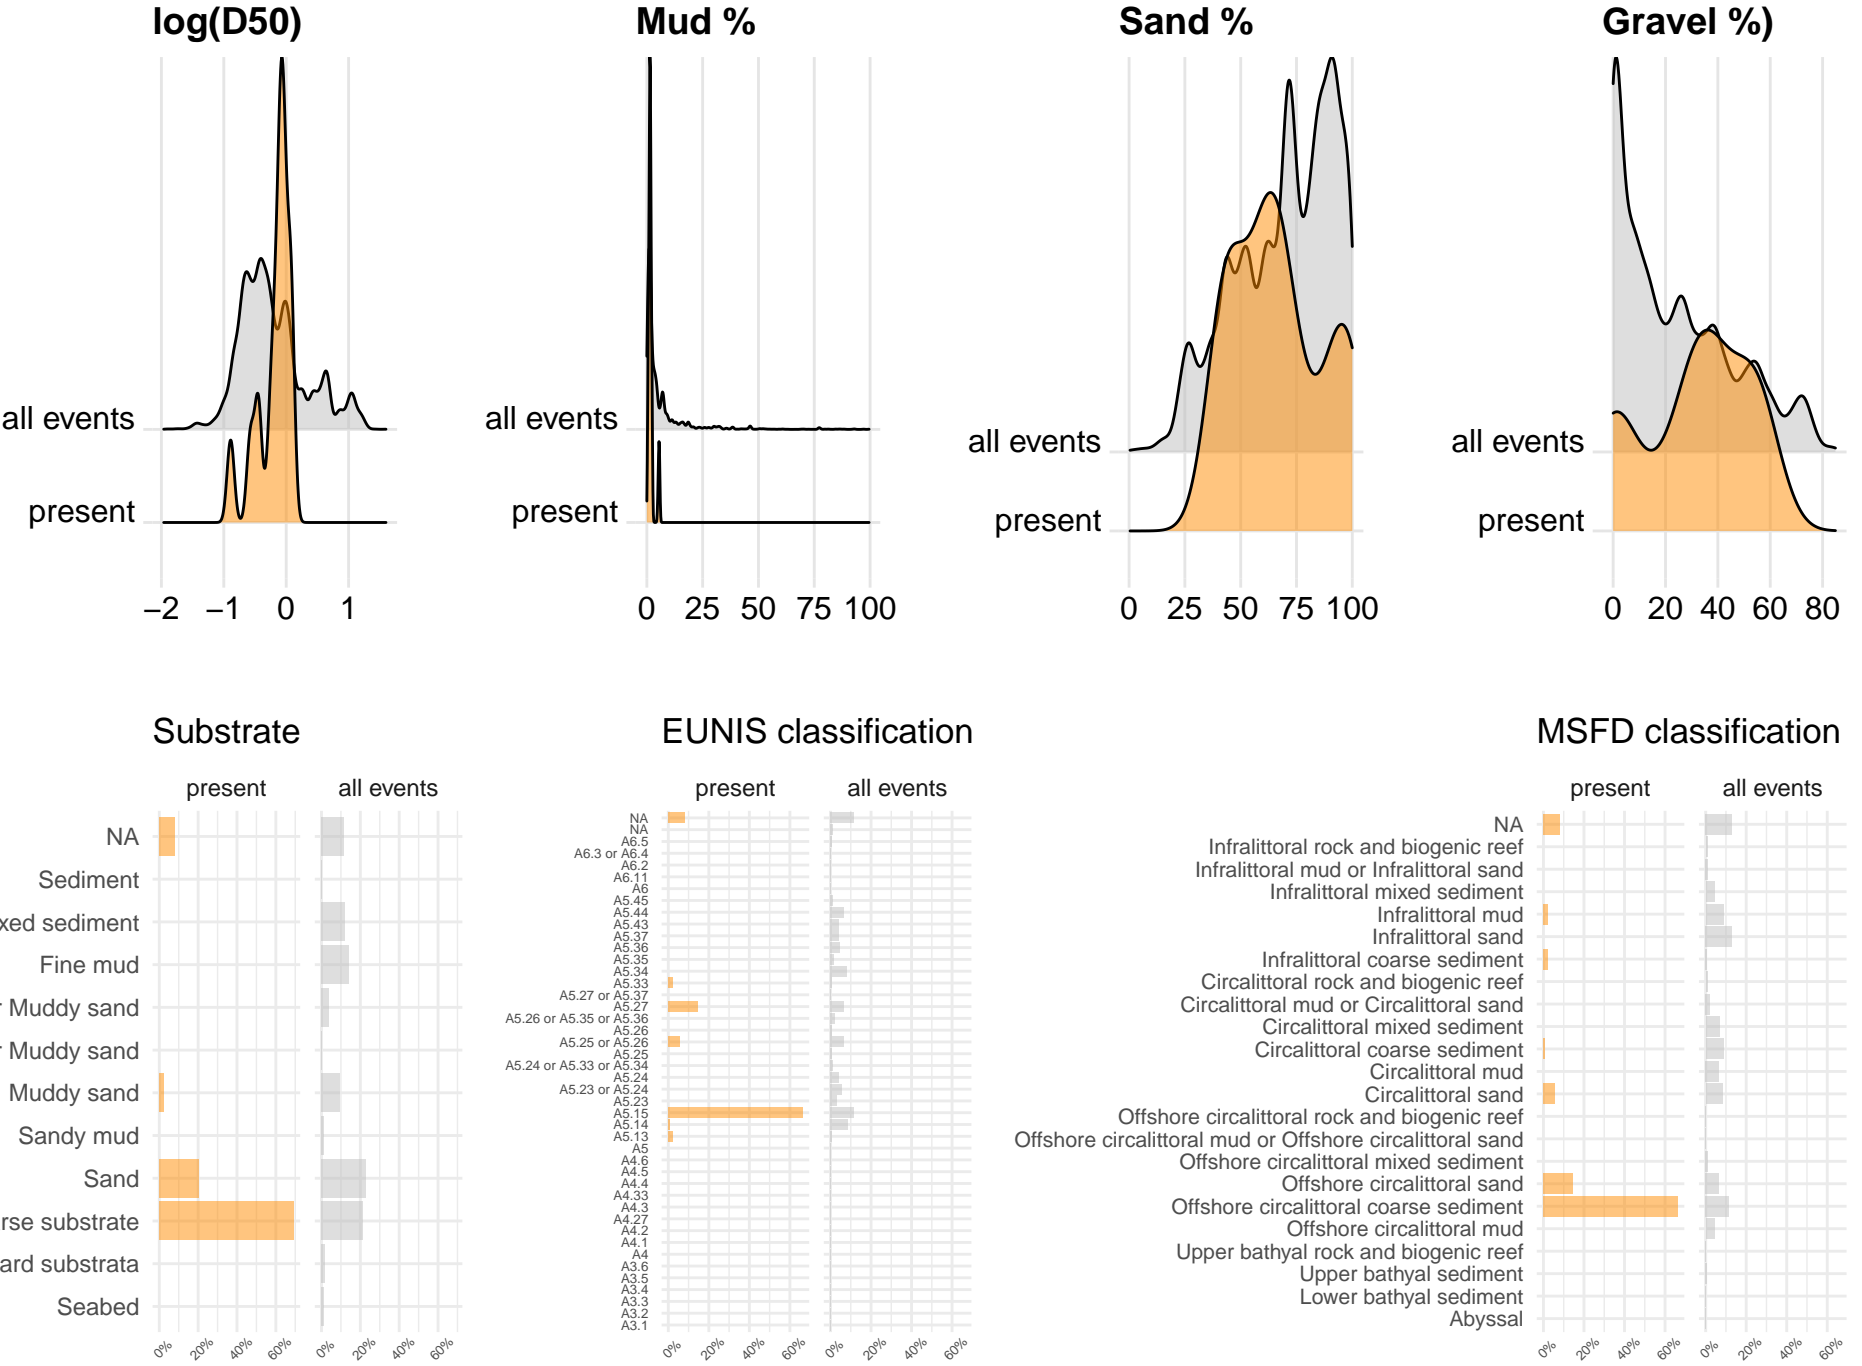 log(D50) Mud % Sand % Gravel %)
all events all events all events all events
present present present present
−2 −1 0 1 0 25 50 75 100 0 25 50 75 100 0 20 40 60 80
Substrate EUNIS classification MSFD classification
present all events present all events present all events
NA
Sediment
xed sediment
Fine mud
r Muddy sand
r Muddy sand
Muddy sand
Sandy mud
Sand
rse substrate
ard substrata
Seabed
0% 20% 40% 60% 0% 20% 40% 60%
NA
NA
A6.5
A6.3 or A6.4
A6.2
A6.11
A6
A5.45
A5.44
A5.43
A5.37
A5.36
A5.35
A5.34
A5.33
A5.27 or A5.37
A5.27
A5.26 or A5.35 or A5.36
A5.26
A5.25 or A5.26
A5.25
A5.24 or A5.33 or A5.34
A5.24
A5.23 or A5.24
A5.23
A5.15
A5.14
A5.13
A5
A4.6
A4.5
A4.4
A4.33
A4.3
A4.27
A4.2
A4.1
A4
A3.6
A3.5
A3.4
A3.3
A3.2
A3.1
0% 20% 40% 60% 0% 20% 40% 60%
NA
Infralittoral rock and biogenic reef
Infralittoral mud or Infralittoral sand
Infralittoral mixed sediment
Infralittoral mud
Infralittoral sand
Infralittoral coarse sediment
Circalittoral rock and biogenic reef
Circalittoral mud or Circalittoral sand
Circalittoral mixed sediment
Circalittoral coarse sediment
Circalittoral mud
Circalittoral sand
Offshore circalittoral rock and biogenic reef
Offshore circalittoral mud or Offshore circalittoral sand
Offshore circalittoral mixed sediment
Offshore circalittoral sand
Offshore circalittoral coarse sediment
Offshore circalittoral mud
Upper bathyal rock and biogenic reef
Upper bathyal sediment
Lower bathyal sediment
Abyssal
0% 20% 40% 60% 0% 20% 40% 60%